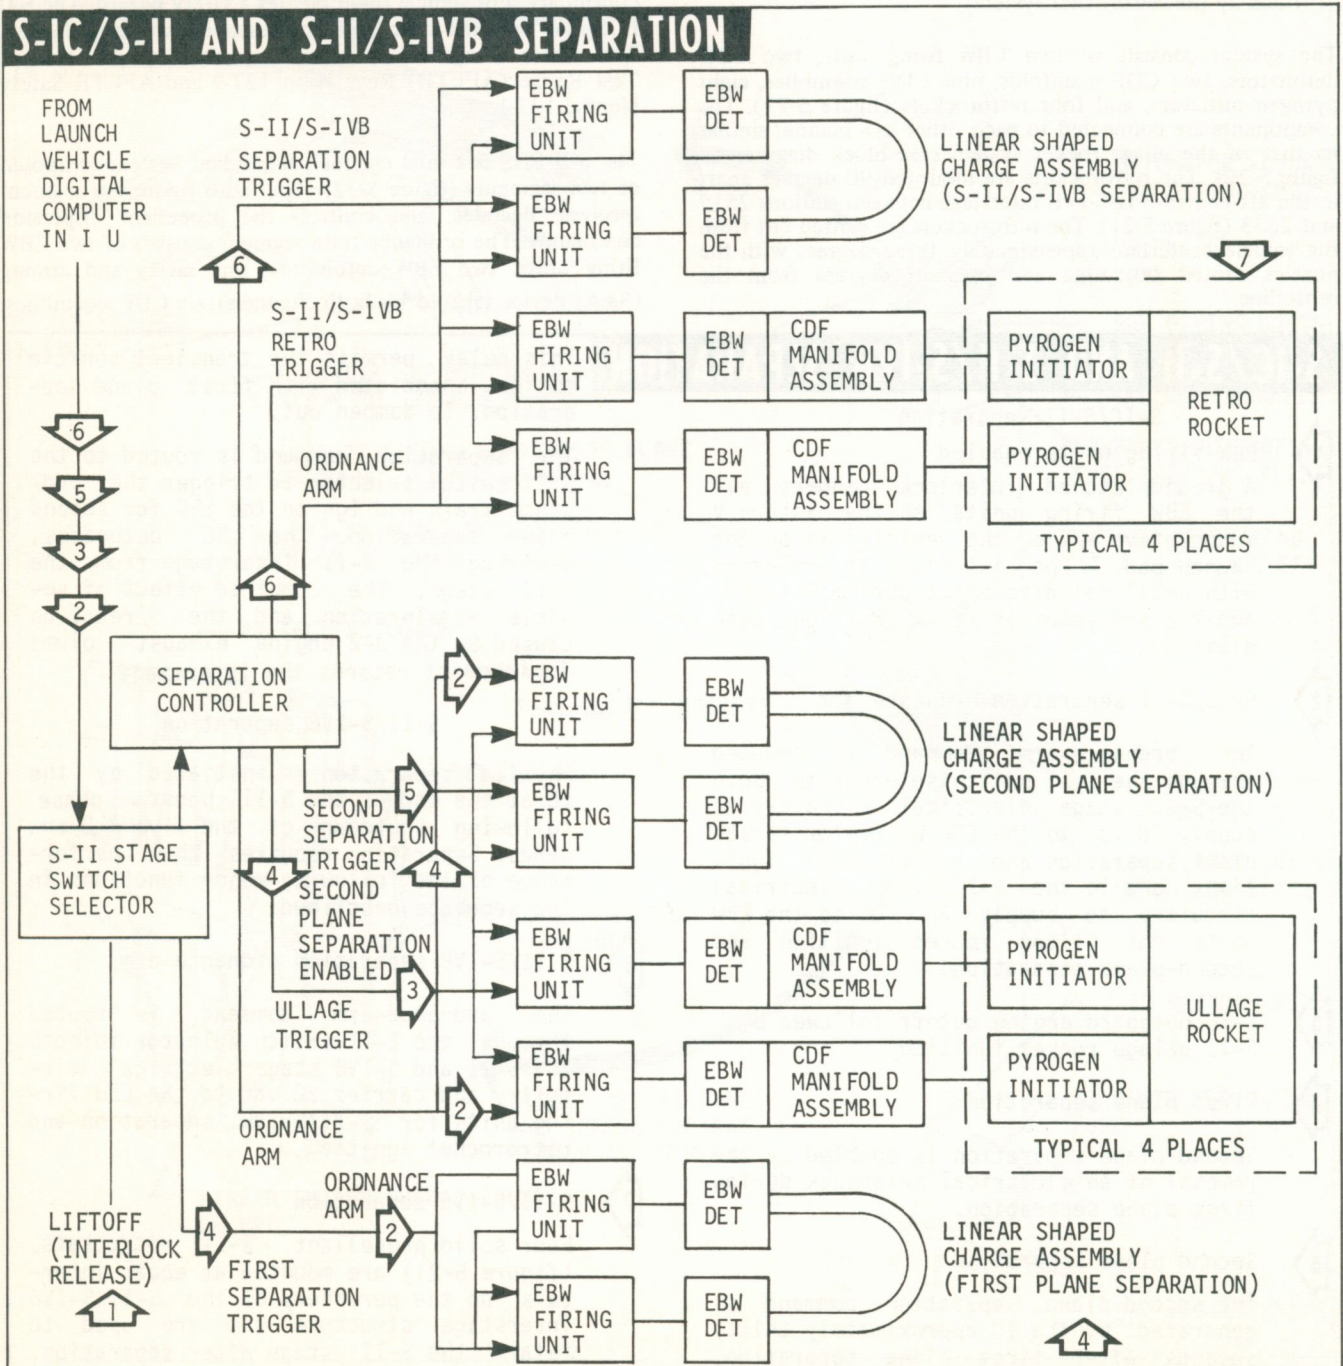 S-IC/S-II AND S-II/S-IVB SEPARATION
FROM
LAUNCH
VEHICLE
DIGITAL
COMPUTER
IN I U
S-II/S-IVB
SEPARATION
TRIGGER
6
EBW
FIRING
UNIT
EBW
DET
EBW
FIRING
UNIT
EBW
DET
LINEAR SHAPED
CHARGE ASSEMBLY
(S-II/S-IVB SEPARATION)
7
S-II/S-IVB
RETRO
TRIGGER
EBW
FIRING
UNIT
EBW
DET
CDF
MANIFOLD
ASSEMBLY
PYROGEN
INITIATOR
RETRO
ROCKET
ORDNANCE
ARM
EBW
FIRING
UNIT
EBW
DET
CDF
MANIFOLD
ASSEMBLY
PYROGEN
INITIATOR
TYPICAL 4 PLACES
6
5
3
2
6
SEPARATION
CONTROLLER
2
EBW
FIRING
UNIT
EBW
DET
LINEAR SHAPED
CHARGE ASSEMBLY
(SECOND PLANE SEPARATION)
5
SECOND
SEPARATION
TRIGGER
4
EBW
FIRING
UNIT
EBW
DET
S-II STAGE
SWITCH
SELECTOR
4
SECOND
PLANE
SEPARATION
ENABLED
3
EBW
FIRING
UNIT
EBW
DET
CDF
MANIFOLD
ASSEMBLY
PYROGEN
INITIATOR
ULLAGE
ROCKET
ULLAGE
TRIGGER
EBW
FIRING
UNIT
EBW
DET
CDF
MANIFOLD
ASSEMBLY
PYROGEN
INITIATOR
2
TYPICAL 4 PLACES
ORDNANCE
ARM
ORDNANCE
ARM
2
EBW
FIRING
UNIT
EBW
DET
LINEAR SHAPED
CHARGE ASSEMBLY
(FIRST PLANE SEPARATION)
4
LIFTOFF
(INTERLOCK
RELEASE)
1
4
FIRST
SEPARATION
TRIGGER
EBW
FIRING
UNIT
EBW
DET